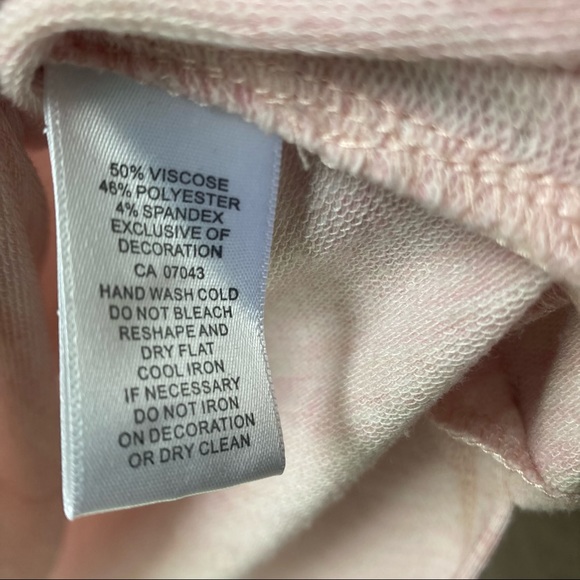 50% VISCOSE
46% POLYESTER
4% SPANDEX
EXCLUSIVE OF
DECORATION
CA 07043
HAND WASH COLD
DO NOT BLEACH
RESHAPE AND
DRY FLAT
COOL IRON
IF NECESSARY
DO NOT IRON
ON DECORATION
OR DRY CLEAN